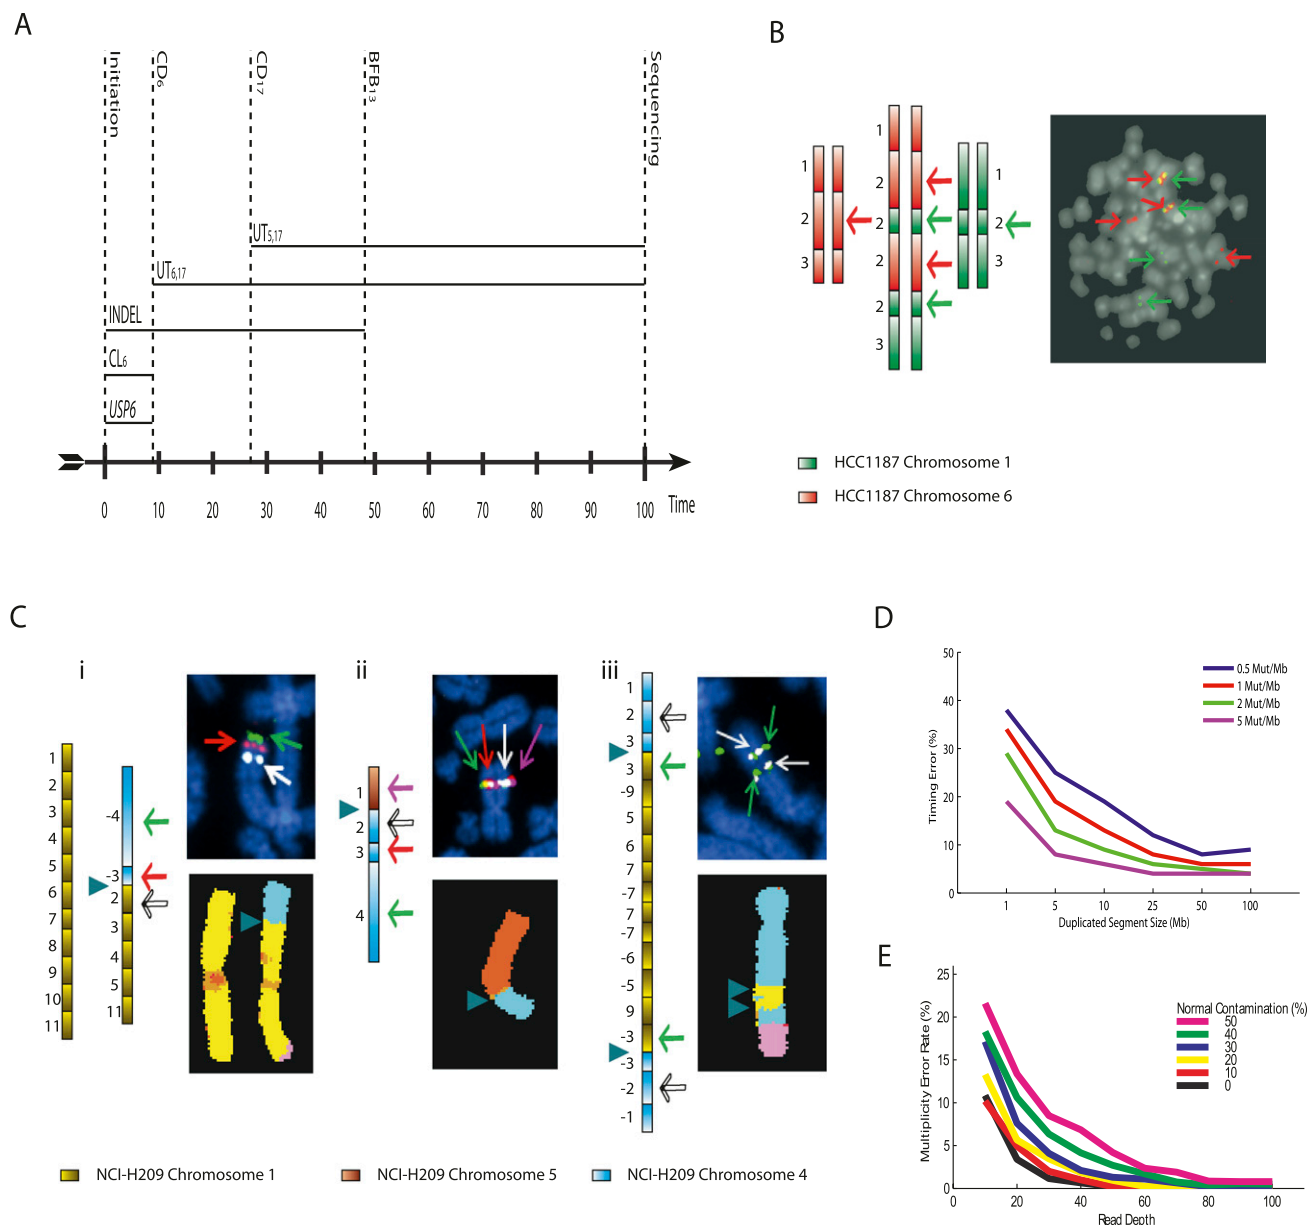 A
Initiation
CD6
CD17
BFB13
Sequencing
UT5,17
UT6,17
INDEL
CL6
USP6
0 10 20 30 40 50 60 70 80 90 100 Time
B
1
2
3
1
2
2
2
2
3
1
2
3
HCC1187 Chromosome 1
HCC1187 Chromosome 6
C
i
1
2
3
4
5
6
7
8
9
10
11
-4
-3
2
3
4
5
11
ii
1
2
3
4
iii
1
2
3
3
-9
5
6
7
-7
7
-7
-6
-5
9
-3
-3
-2
-1
NCI-H209 Chromosome 1
NCI-H209 Chromosome 5
NCI-H209 Chromosome 4
D
Timing Error (%)
50
40
30
20
10
0
1 5 10 25 50 100
Duplicated Segment Size (Mb)
0.5 Mut/Mb
1 Mut/Mb
2 Mut/Mb
5 Mut/Mb
E
Multiplicity Error Rate (%)
25
20
15
10
5
0
0 20 40 60 80 100
Read Depth
Normal Contamination (%)
50
40
30
20
10
0